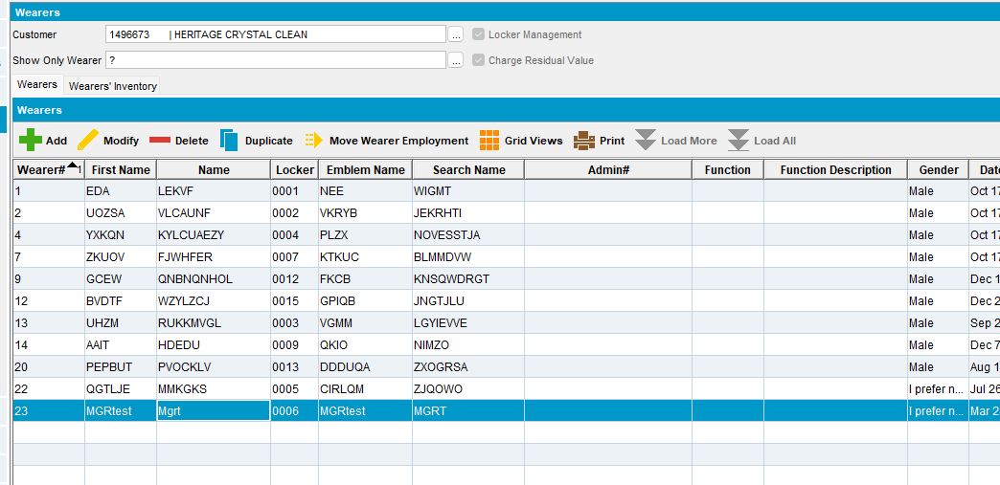 Wearers
Customer 1496673 | HERITAGE CRYSTAL CLEAN ... Locker Management
Show Only Wearer ? ... Charge Residual Value
Wearers Wearers' Inventory
Wearers
Add Modify Delete Duplicate Move Wearer Employment Grid Views Print Load More Load All
Wearer# 1 First Name Name Locker Emblem Name Search Name Admin# Function Function Description Gender Date
1 EDA LEKVF 0001 NEE WIGMT Male Oct 17
2 UOZSA VLCAUNF 0002 VKRYB JEKRHTI Male Oct 17
4 YXKQN KYLCUAEZY 0004 PLZX NOVESSTJA Male Oct 17
7 ZKUOV FJWHFER 0007 KTKUC BLMMDVW Male Oct 17
9 GCEW QNBNQNHOL 0012 FKCB KNSQWDRGT Male Dec 1
12 BVDTF WZYLZCJ 0015 GPIQB JNGTJLU Male Dec 2
13 UHZM RUKKMVGL 0003 VGMM LGYIEVVE Male Sep 2
14 AAIT HDEDU 0009 QKIO NIMZO Male Dec 7
20 PEPBUT PVOCKLV 0013 DDDUQA ZXOGRSA Male Aug 1
22 QGTLJE MMKGKS 0005 CIRLQM ZJQOWO I prefer n... Jul 26
23 MGRtest Mgrt 0006 MGRtest MGRT I prefer n... Mar 2